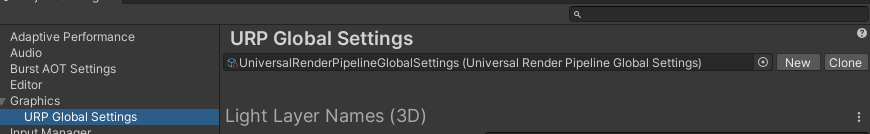 Adaptive Performance
URP Global Settings
Audio
UniversalRenderPipelineGlobalSettings (Universal Render Pipeline Global Settings)
New
Clone
Burst AOT Settings
Editor
Graphics
URP Global Settings
Light Layer Names (3D)
Input Manager